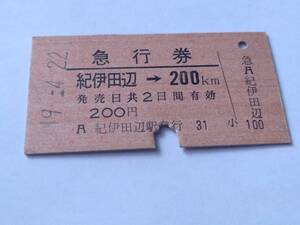 19.-4.22
急行券
紀伊田辺 → 200km
発売日共2日間有効
200円
A 紀伊田辺駅発行 31
急A紀伊田辺
小 100